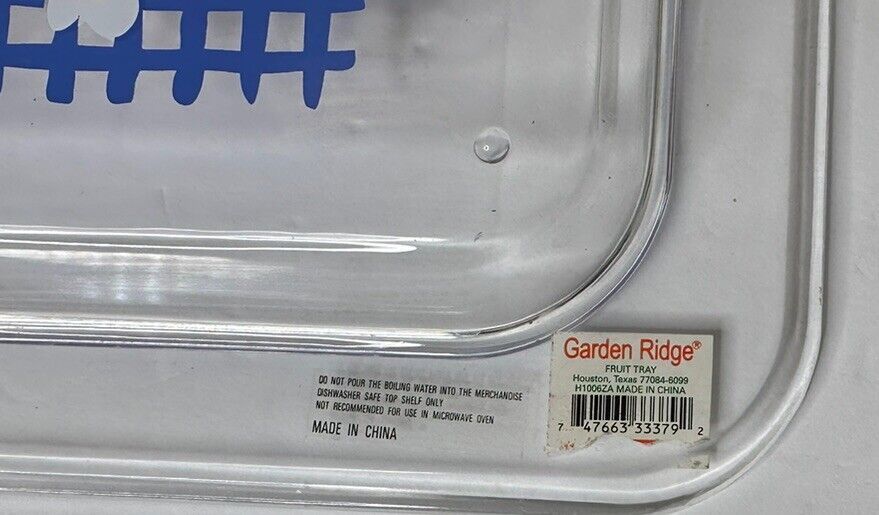 Garden Ridge®
FRUIT TRAY
Houston, Texas 77084-6099
H1006ZA MADE IN CHINA
7 47663 33379 2
DO NOT POUR THE BOILING WATER INTO THE MERCHANDISE
DISHWASHER SAFE TOP SHELF ONLY
NOT RECOMMENDED FOR USE IN MICROWAVE OVEN
MADE IN CHINA